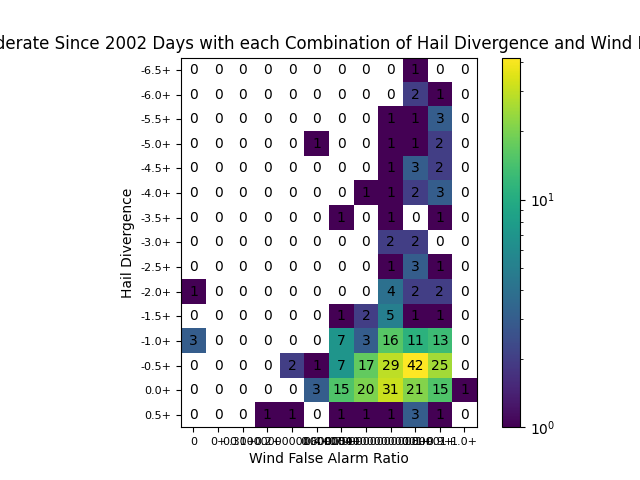 derate Since 2002 Days with each Combination of Hail Divergence and Wind
-6.5+ 0 0 0 0 0 0 0 0 0 1 0 0
-6.0+ 0 0 0 0 0 0 0 0 0 2 1 0
-5.5+ 0 0 0 0 0 0 0 0 1 1 3 0
-5.0+ 0 0 0 0 0 1 0 0 1 1 2 0
-4.5+ 0 0 0 0 0 0 0 0 1 3 2 0
-4.0+ 0 0 0 0 0 0 0 1 1 2 3 0
-3.5+ 0 0 0 0 0 0 1 0 1 0 1 0
-3.0+ 0 0 0 0 0 0 0 0 2 2 0 0
-2.5+ 0 0 0 0 0 0 0 0 1 3 1 0
-2.0+ 1 0 0 0 0 0 0 0 4 2 2 0
-1.5+ 0 0 0 0 0 0 1 2 5 1 1 0
-1.0+ 3 0 0 0 0 0 7 3 16 11 13 0
-0.5+ 0 0 0 0 2 1 7 17 29 42 25 0
0.0+ 0 0 0 0 0 3 15 20 31 21 15 1
0.5+ 0 0 0 1 1 0 1 1 1 3 1 0
0
Wind False Alarm Ratio
Hail Divergence
10^1
10^0